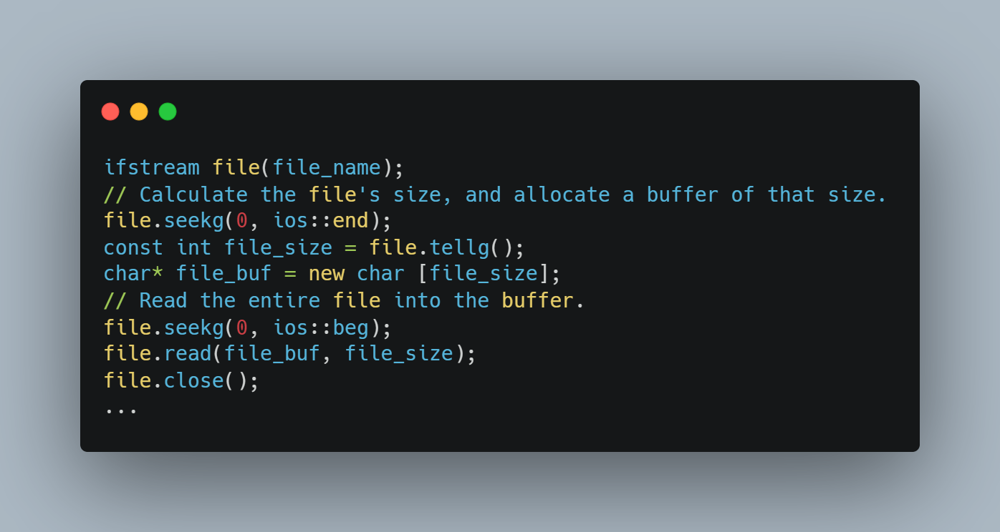 ifstream file(file_name);
// Calculate the file's size, and allocate a buffer of that size.
file.seekg(0, ios::end);
const int file_size = file.tellg();
char* file_buf = new char [file_size];
// Read the entire file into the buffer.
file.seekg(0, ios::beg);
file.read(file_buf, file_size);
file.close();
...